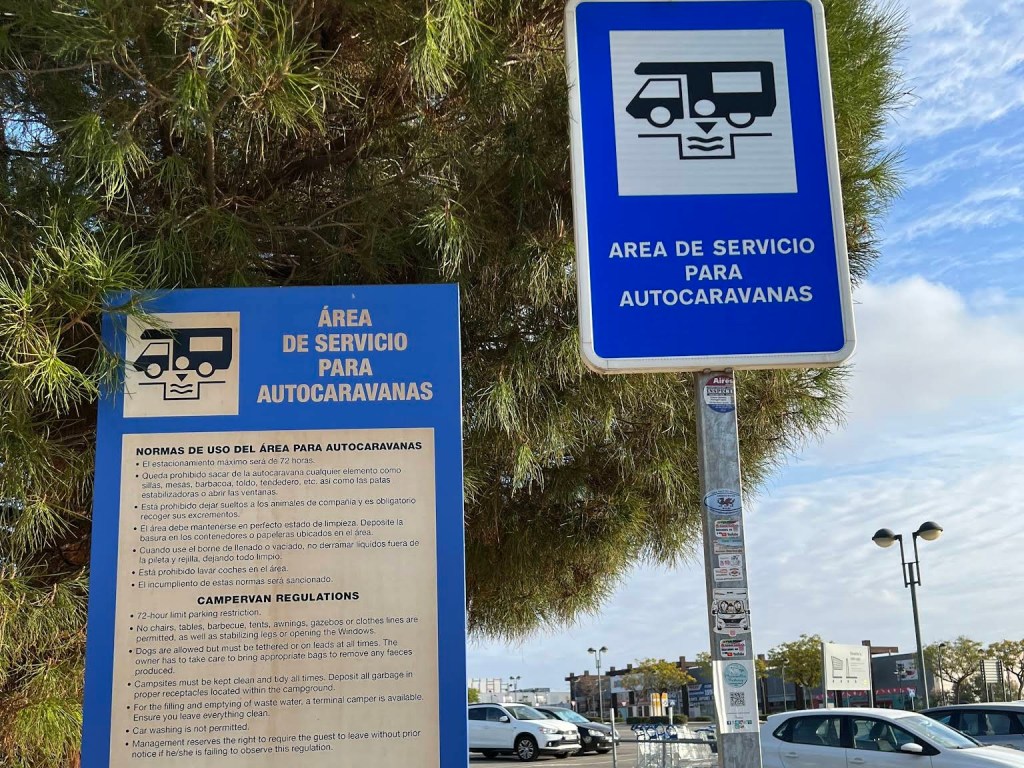 AREA DE SERVICIO
PARA
AUTOCARAVANAS
ÁREA
DE SERVICIO
PARA
AUTOCARAVANAS
NORMAS DE USO DEL ÁREA PARA AUTOCARAVANAS
• El estacionamiento máximo será de 72 horas.
• Queda prohibido sacar de la autocaravana cualquier elemento como
sillas, mesas, barbacoa, toldo, tendedero, etc. así como las patas
estabilizadoras o abrir las ventanas.
• Está prohibido dejar sueltos a los animales de compañía y es obligatorio
recoger sus excrementos.
• El área debe mantenerse en perfecto estado de limpieza. Deposite la
basura en los contenedores o papeleras ubicados en el área.
• Cuando use el borne de llenado o vaciado, no derramar líquidos fuera de
la pileta y rejilla, dejando todo limpio.
• Está prohibido lavar coches en el área.
• El incumpliento de estas normas será sancionado.
CAMPERVAN REGULATIONS
• 72-hour limit parking restriction.
• No chairs, tables, barbecue, tents, awnings, gazebos or clothes lines are
permitted, as well as stabilizing legs or opening the Windows.
• Dogs are allowed but must be tethered or on leads at all times. The
owner has to take care to bring appropriate bags to remove any faeces
produced.
• Campsites must be kept clean and tidy all times. Deposit all garbage in
proper receptacles located within the campground.
• For the filling and emptying of waste water, a terminal camper is available.
Ensure you leave everything clean.
• Car washing is not permitted.
• Management reserves the right to require the guest to leave without prior
notice if he/she is failing to observe this regulation.